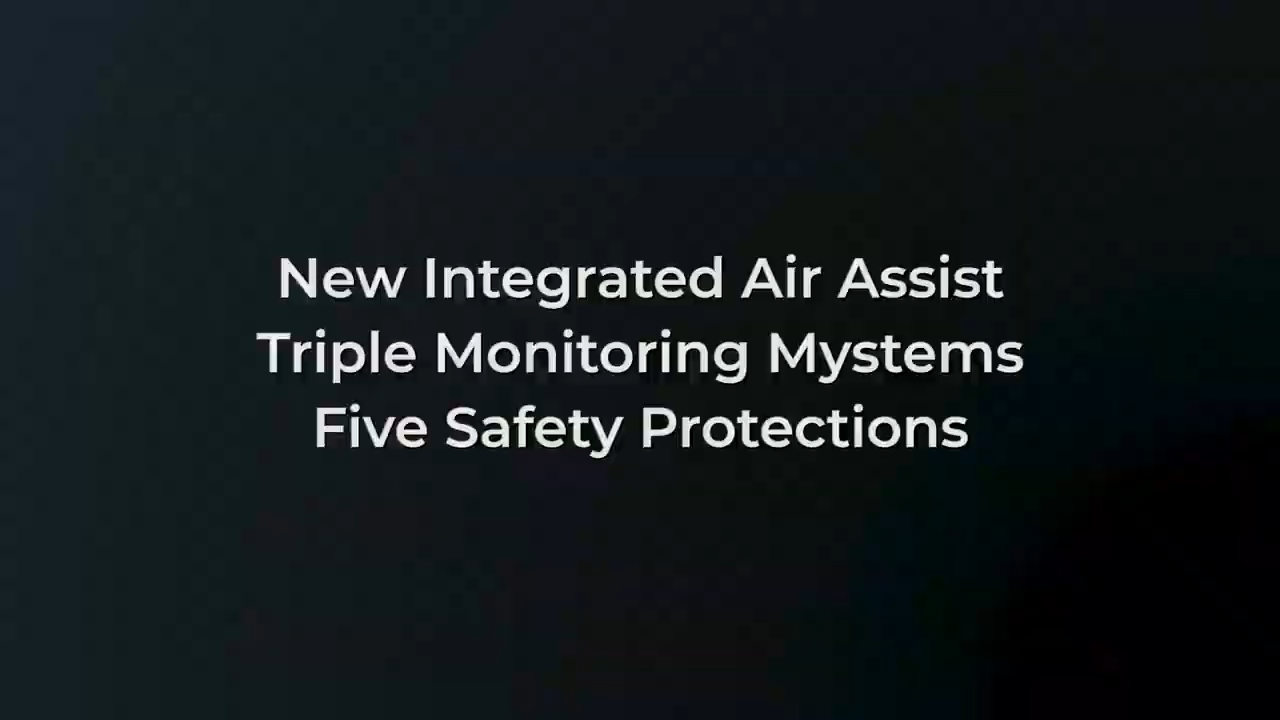 New Integrated Air Assist
Triple Monitoring Mystems
Five Safety Protections